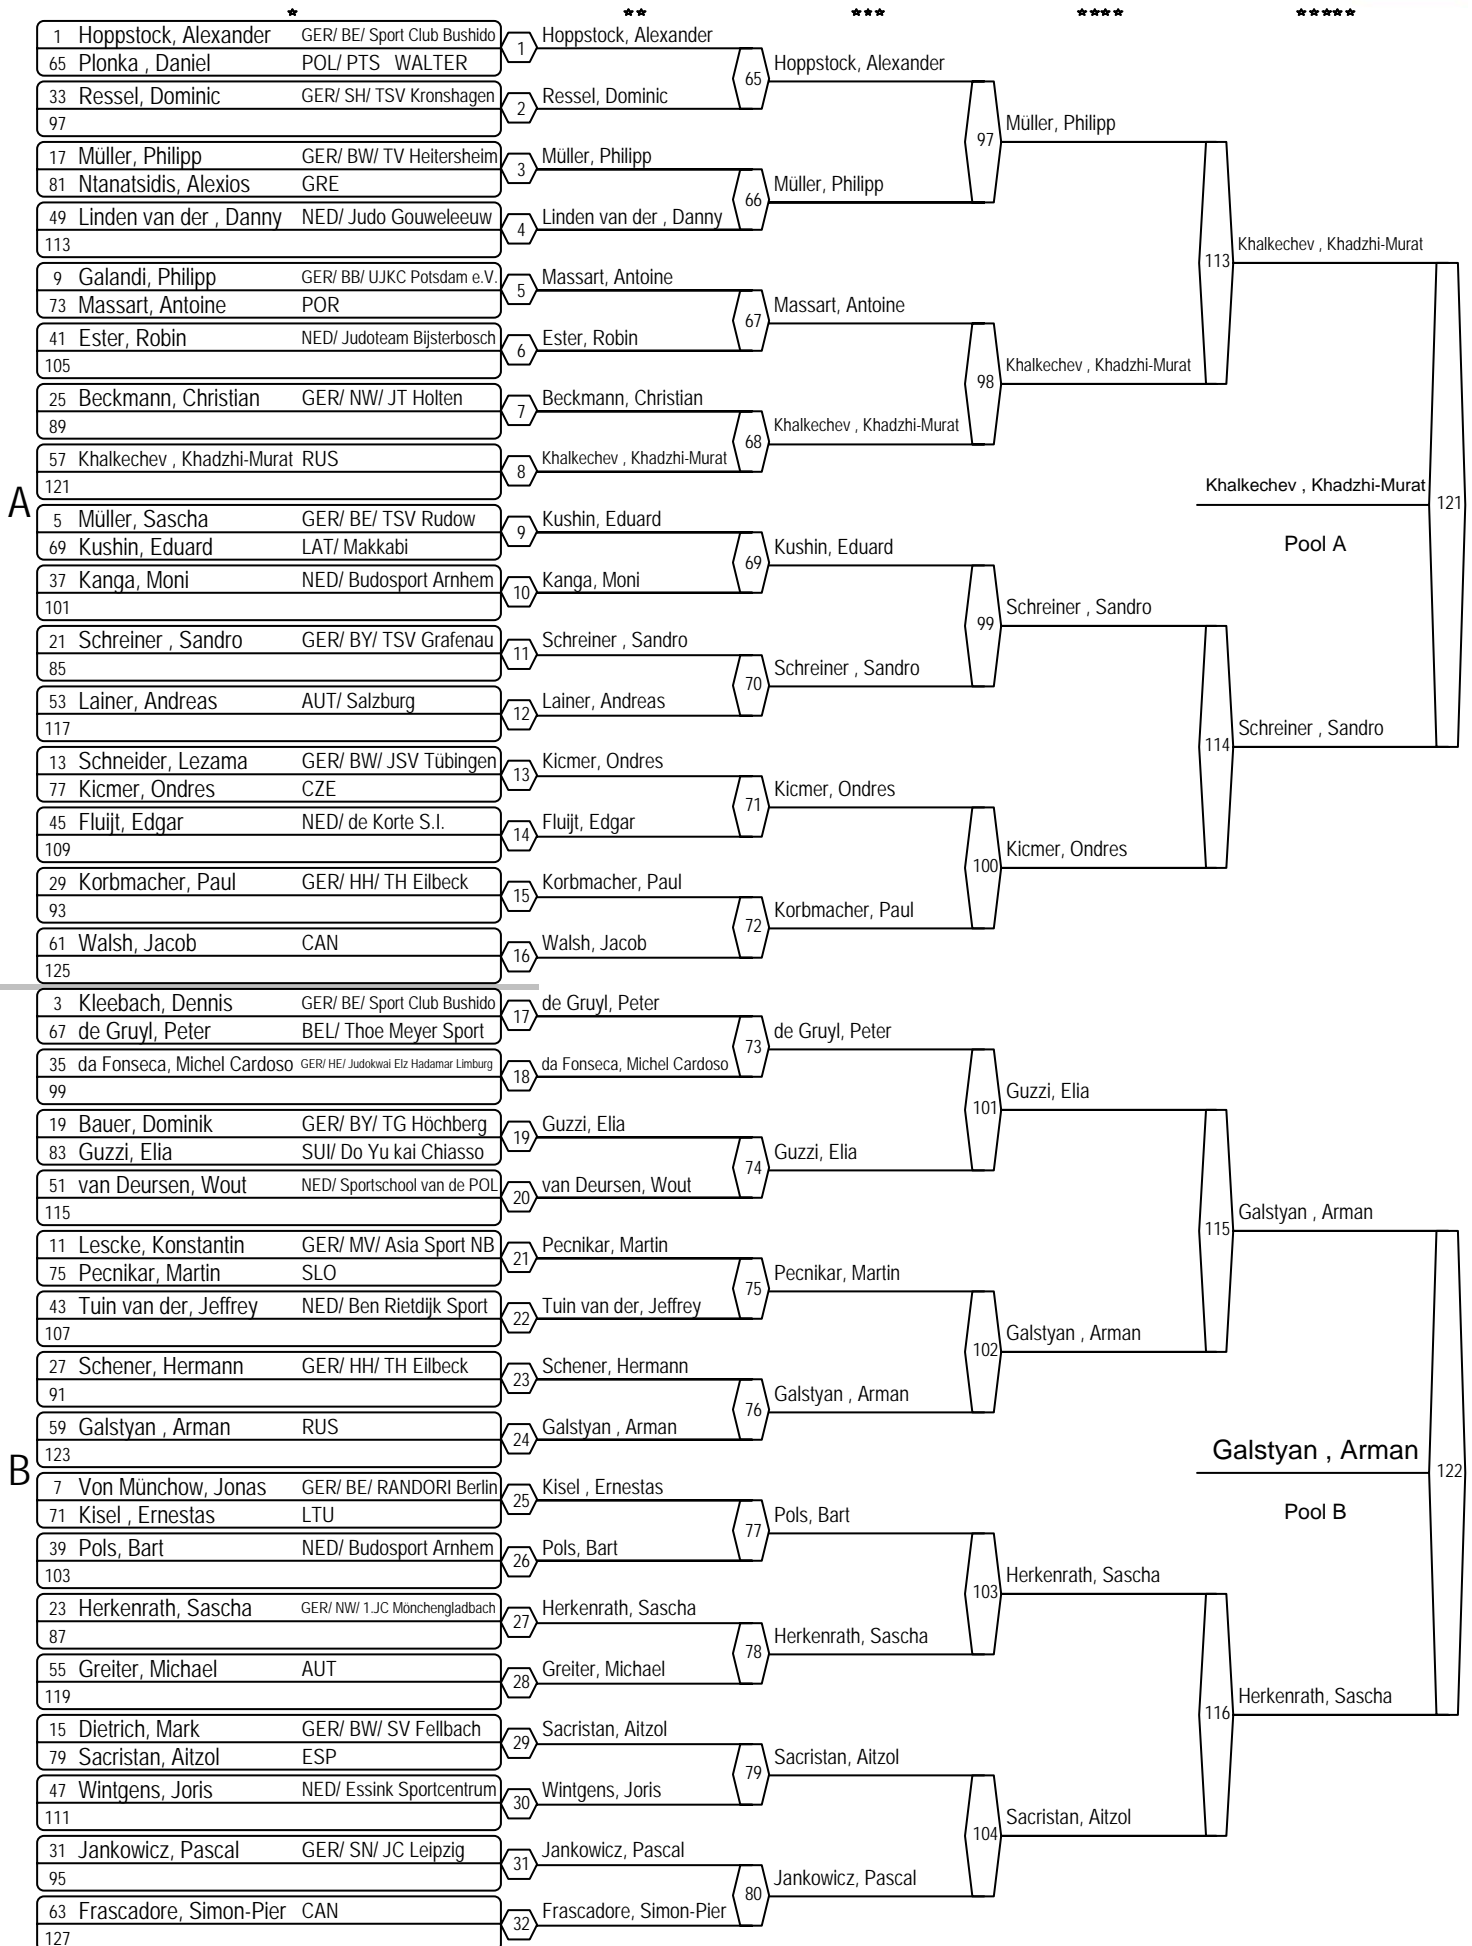 * ** *** **** *****
1 Hoppstock, Alexander GER/ BE/ Sport Club Bushido 1 Hoppstock, Alexander
65 Plonka , Daniel POL/ PTS WALTER
65 Hoppstock, Alexander
33 Ressel, Dominic GER/ SH/ TSV Kronshagen 2 Ressel, Dominic
97
97 Müller, Philipp
17 Müller, Philipp GER/ BW/ TV Heitersheim 3 Müller, Philipp
81 Ntanatsidis, Alexios GRE
66 Müller, Philipp
49 Linden van der , Danny NED/ Judo Gouweleeuw 4 Linden van der , Danny
113
113 Khalkechev , Khadzhi-Murat
9 Galandi, Philipp GER/ BB/ UJKC Potsdam e.V. 5 Massart, Antoine
73 Massart, Antoine POR
67 Massart, Antoine
41 Ester, Robin NED/ Judoteam Bijsterbosch 6 Ester, Robin
105
98 Khalkechev , Khadzhi-Murat
25 Beckmann, Christian GER/ NW/ JT Holten 7 Beckmann, Christian
89
68 Khalkechev , Khadzhi-Murat
57 Khalkechev , Khadzhi-Murat RUS 8 Khalkechev , Khadzhi-Murat
121
A
Khalkechev , Khadzhi-Murat 121
Pool A
5 Müller, Sascha GER/ BE/ TSV Rudow 9 Kushin, Eduard
69 Kushin, Eduard LAT/ Makkabi
69 Kushin, Eduard
37 Kanga, Moni NED/ Budosport Arnhem 10 Kanga, Moni
101
99 Schreiner , Sandro
21 Schreiner , Sandro GER/ BY/ TSV Grafenau 11 Schreiner , Sandro
85
70 Schreiner , Sandro
53 Lainer, Andreas AUT/ Salzburg 12 Lainer, Andreas
117
114 Schreiner , Sandro
13 Schneider, Lezama GER/ BW/ JSV Tübingen 13 Kicmer, Ondres
77 Kicmer, Ondres CZE
71 Kicmer, Ondres
45 Fluijt, Edgar NED/ de Korte S.I. 14 Fluijt, Edgar
109
100 Kicmer, Ondres
29 Korbmacher, Paul GER/ HH/ TH Eilbeck 15 Korbmacher, Paul
93
72 Korbmacher, Paul
61 Walsh, Jacob CAN 16 Walsh, Jacob
125
3 Kleebach, Dennis GER/ BE/ Sport Club Bushido 17 de Gruyl, Peter
67 de Gruyl, Peter BEL/ Thoe Meyer Sport
73 de Gruyl, Peter
35 da Fonseca, Michel Cardoso GER/ HE/ Judokwai Elz Hadamar Limburg 18 da Fonseca, Michel Cardoso
99
101 Guzzi, Elia
19 Bauer, Dominik GER/ BY/ TG Höchberg 19 Guzzi, Elia
83 Guzzi, Elia SUI/ Do Yu kai Chiasso
74 Guzzi, Elia
51 van Deursen, Wout NED/ Sportschool van de POL 20 van Deursen, Wout
115
115 Galstyan , Arman
11 Lescke, Konstantin GER/ MV/ Asia Sport NB 21 Pecnikar, Martin
75 Pecnikar, Martin SLO
75 Pecnikar, Martin
43 Tuin van der, Jeffrey NED/ Ben Rietdijk Sport 22 Tuin van der, Jeffrey
107
102 Galstyan , Arman
27 Schener, Hermann GER/ HH/ TH Eilbeck 23 Schener, Hermann
91
76 Galstyan , Arman
59 Galstyan , Arman RUS 24 Galstyan , Arman
123
B
Galstyan , Arman 122
Pool B
7 Von Münchow, Jonas GER/ BE/ RANDORI Berlin 25 Kisel , Ernestas
71 Kisel , Ernestas LTU
77 Pols, Bart
39 Pols, Bart NED/ Budosport Arnhem 26 Pols, Bart
103
103 Herkenrath, Sascha
23 Herkenrath, Sascha GER/ NW/ 1.JC Mönchengladbach 27 Herkenrath, Sascha
87
78 Herkenrath, Sascha
55 Greiter, Michael AUT 28 Greiter, Michael
119
116 Herkenrath, Sascha
15 Dietrich, Mark GER/ BW/ SV Fellbach 29 Sacristan, Aitzol
79 Sacristan, Aitzol ESP
79 Sacristan, Aitzol
47 Wintgens, Joris NED/ Essink Sportcentrum 30 Wintgens, Joris
111
104 Sacristan, Aitzol
31 Jankowicz, Pascal GER/ SN/ JC Leipzig 31 Jankowicz, Pascal
95
80 Jankowicz, Pascal
63 Frascadore, Simon-Pier CAN 32 Frascadore, Simon-Pier
127